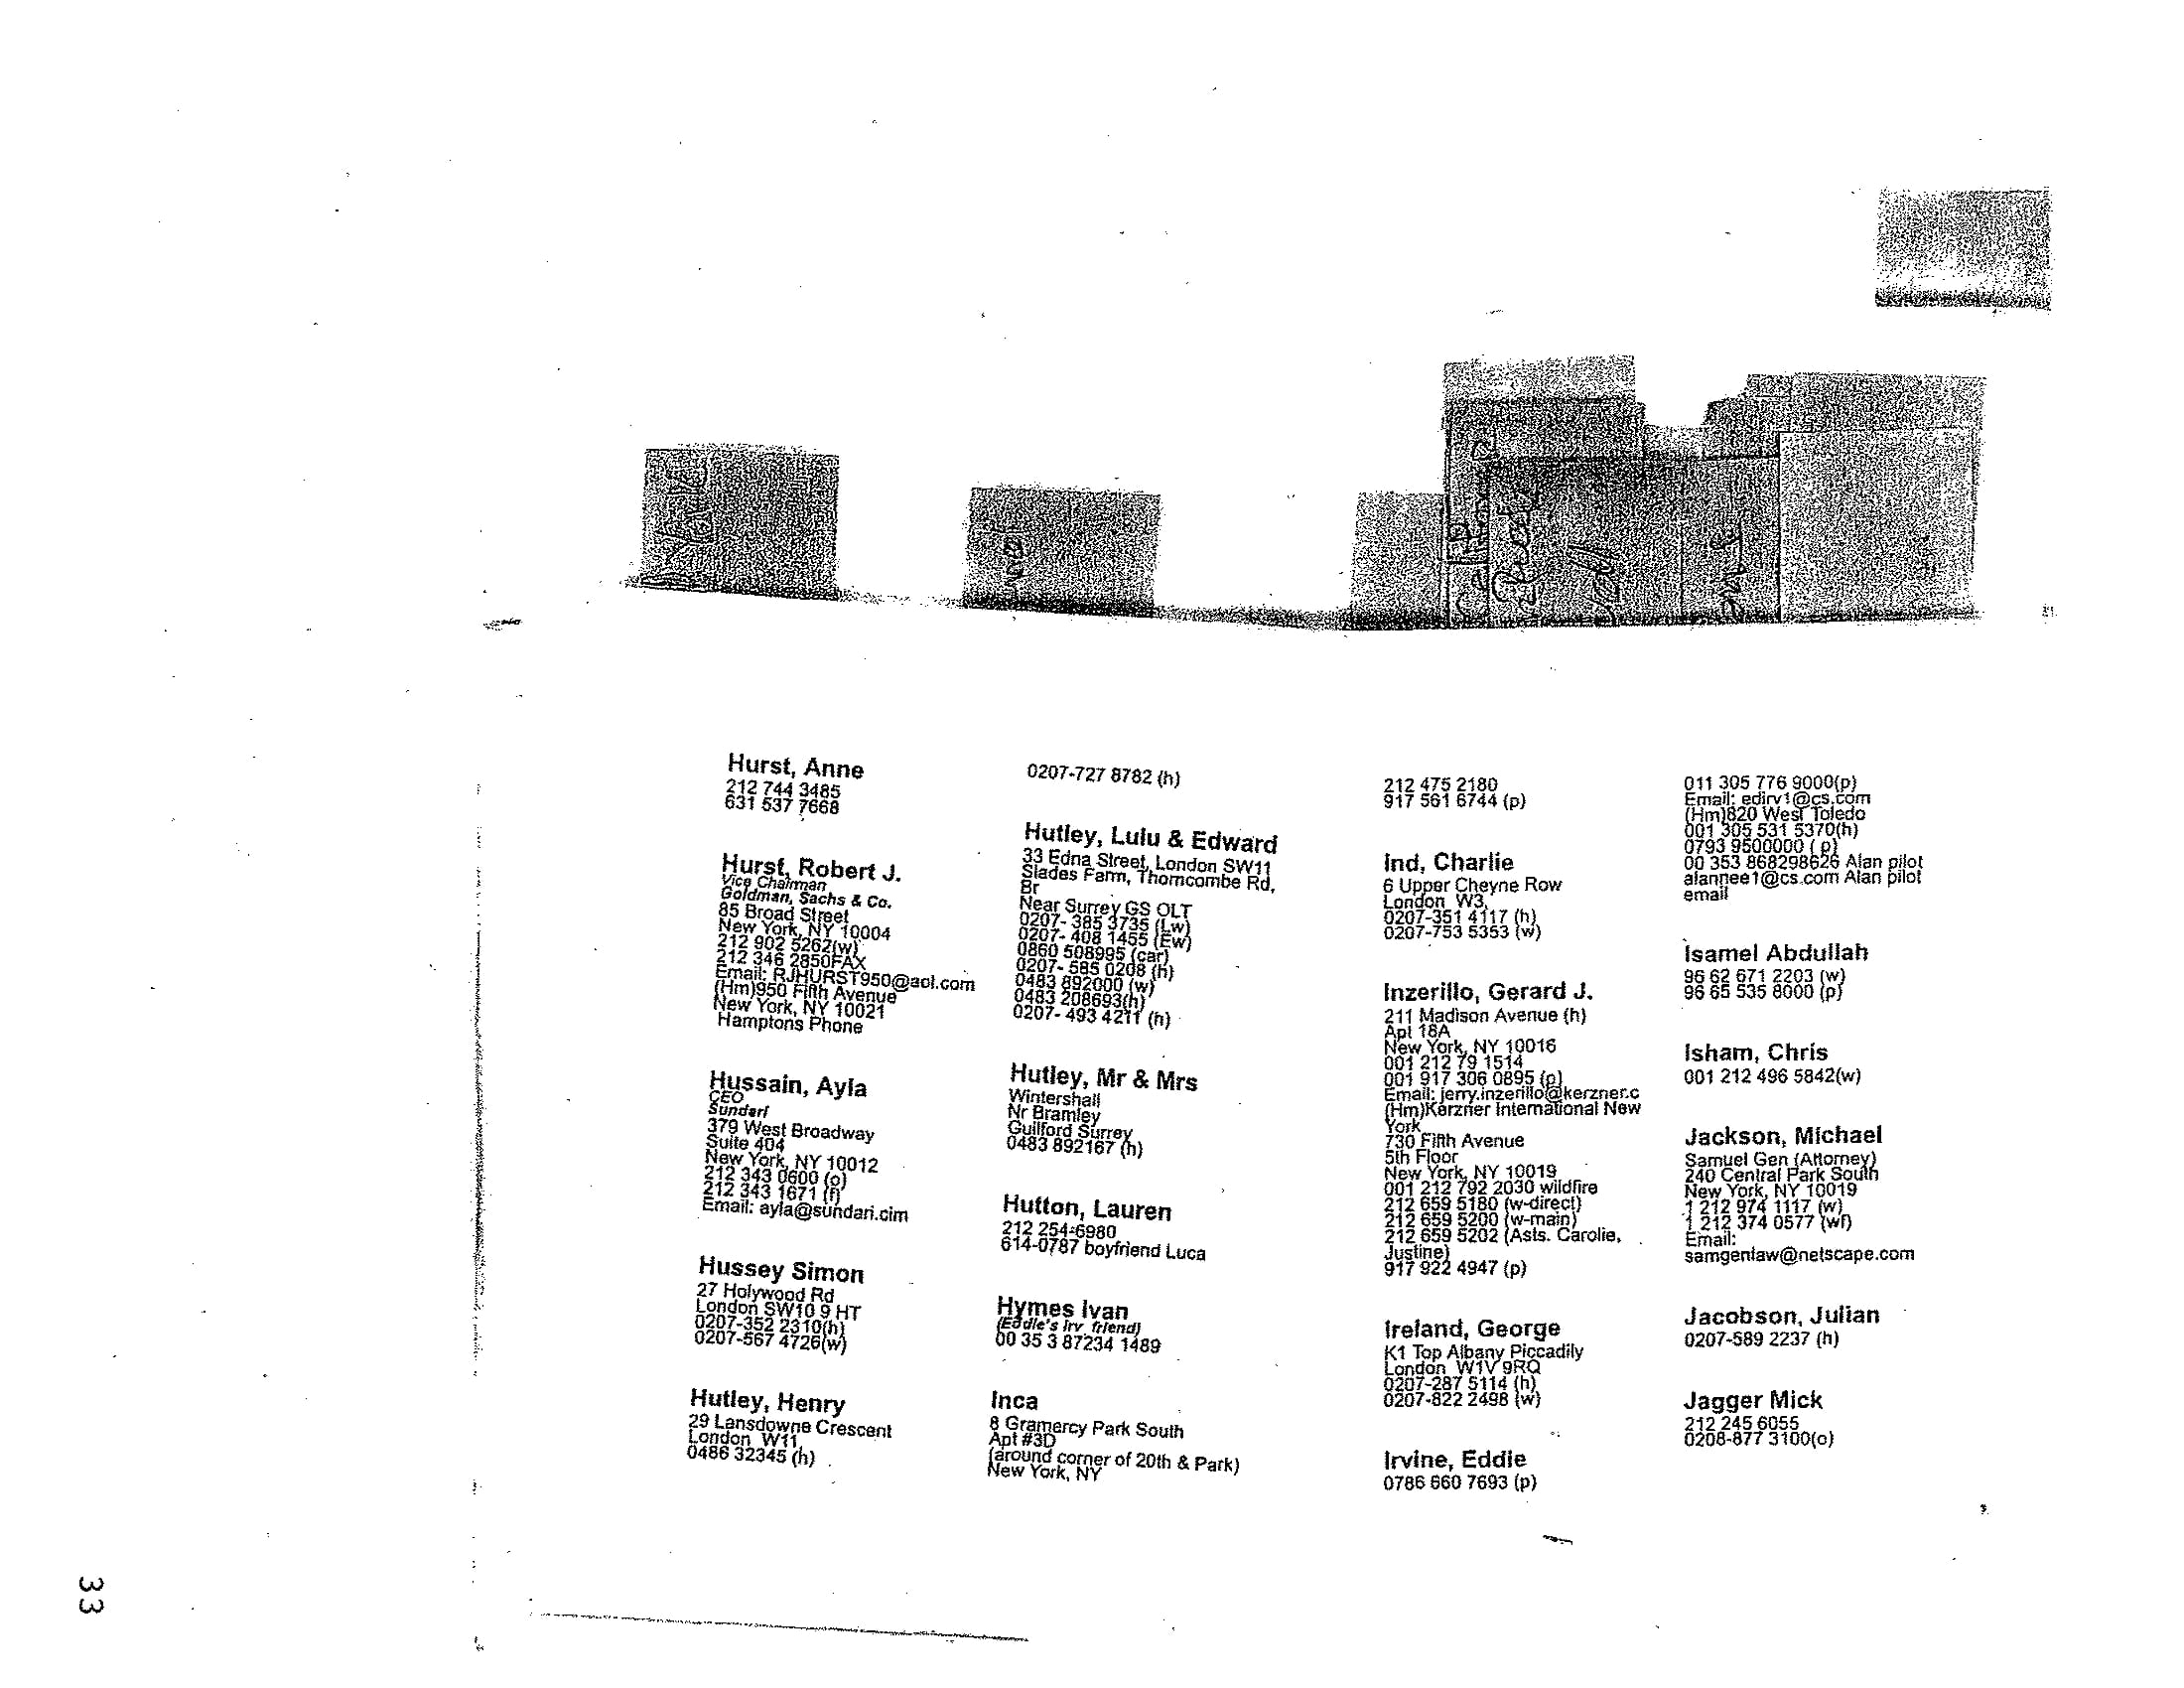 Hurst, Anne
212 744 3485
631 537 7668
Hurst, Robert J.
Vice Chairman
Goldman, Sachs & Co.
85 Broad Street
New York, NY 10004
212 902 5262(w)
212 346 2850FAX
Email: RJHURST950@aol.com
(Hm)950 Fifth Avenue
New York, NY 10021
Hamptons Phone
Hussain, Ayla
CEO
Sundari
379 West Broadway
Suite 404
New York, NY 10012
212 343 0600 (o)
212 343 1671 (f)
Email: ayla@sundari.cim
Hussey Simon
27 Holywood Rd
London SW10 9 HT
0207-352 2310(h)
0207-567 4726(w)
Hutley, Henry
29 Lansdowne Crescent
London W11
0486 32345 (h)
0207-727 8782 (h)
Hutley, Lulu & Edward
33 Edna Street, London SW11
Slades Farm, Thorncombe Rd,
Br
Near Surrey GS OLT
0207- 385 3735 (Lw)
0207- 408 1455 (Ew)
0860 508995 (car)
0207- 585 0208 (h)
0483 892000 (w)
0483 208693(h)
0207- 493 4211 (h)
Hutley, Mr & Mrs
Wintershall
Nr Bramley
Guilford Surrey
0483 892167 (h)
Hutton, Lauren
212 254-6980
614-0787 boyfriend Luca
Hymes Ivan
(Eddie's Irv friend)
00 35 3 87234 1489
Inca
8 Gramercy Park South
Apt #3D
(around corner of 20th & Park)
New York, NY
212 475 2180
917 561 6744 (p)
Ind, Charlie
6 Upper Cheyne Row
London W3,
0207-351 4117 (h)
0207-753 5353 (w)
Inzerillo, Gerard J.
211 Madison Avenue (h)
Apt 18A
New York, NY 10016
001 212 79 1514
001 917 306 0895 (p)
Email: jerry.inzerillo@kerzner.c
(Hm)Kerzner International New
York
730 Fifth Avenue
5th Floor
New York, NY 10019
001 212 792 2030 wildfire
212 659 5180 (w-direct)
212 659 5200 (w-main)
212 659 5202 (Asts. Carolie,
Justine)
917 922 4947 (p)
Ireland, George
K1 Top Albany Piccadily
London W1V 9RQ
0207-287 5114 (h)
0207-822 2498 (w)
Irvine, Eddie
0786 660 7693 (p)
011 305 776 9000(p)
Email: edirv1@cs.com
(Hm)820 West Toledo
001 305 531 5370(h)
0793 9500000 ( p)
00 353 868298626 Alan pilot
alannee1@cs.com Alan pilot
email
Isamel Abdullah
96 62 671 2203 (w)
96 65 535 8000 (p)
Isham, Chris
001 212 496 5842(w)
Jackson, Michael
Samuel Gen (Attorney)
240 Central Park South
New York, NY 10019
1 212 974 1117 (w)
1 212 374 0577 (wf)
Email:
samgenlaw@netscape.com
Jacobson, Julian
0207-589 2237 (h)
Jagger Mick
212 245 6055
0208-877 3100(o)
33